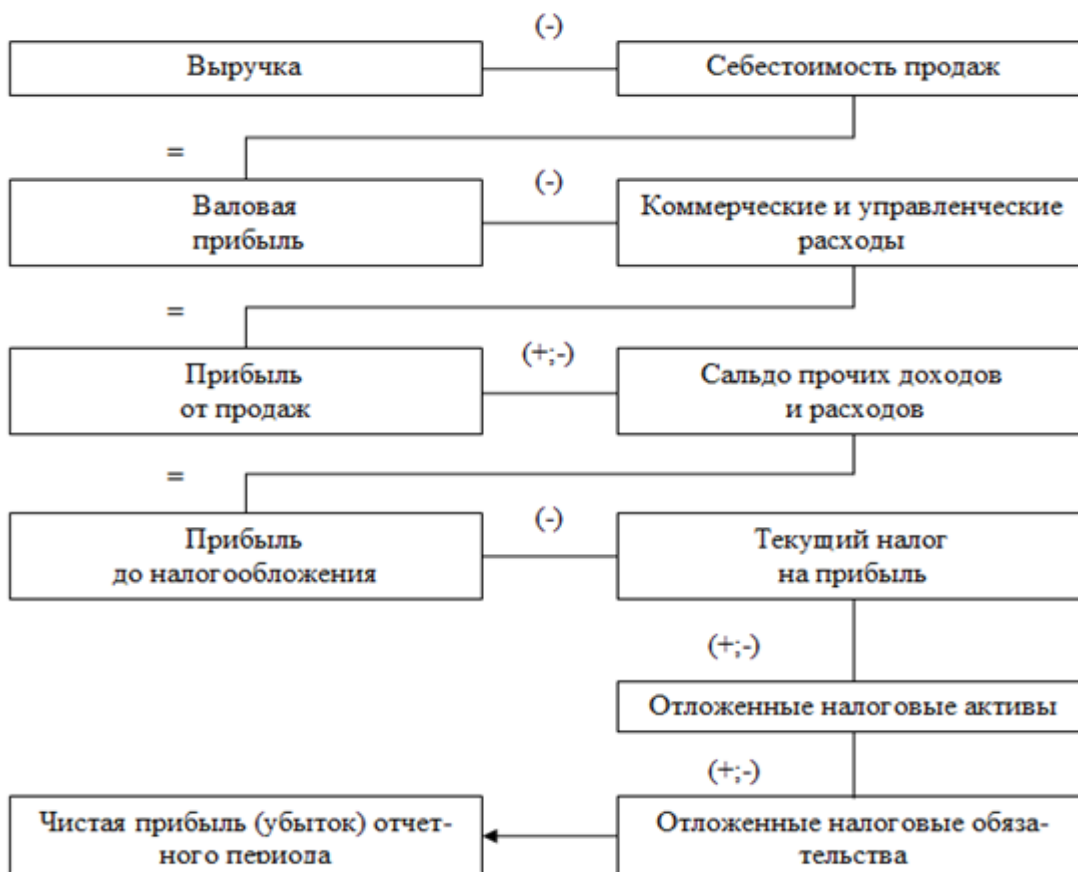 (-)
Выручка
Себестоимость продаж
=
Валовая
прибыль
(-)
Коммерческие и управленческие
расходы
=
Прибыль
от продаж
(+;-)
Сальдо прочих доходов
и расходов
=
Прибыль
до налогообложения
(-)
Текущий налог
на прибыль
(+;-)
Отложенные налоговые активы
(+;-)
Чистая прибыль (убыток) отчет-
ного периода
Отложенные налоговые обяза-
тельства